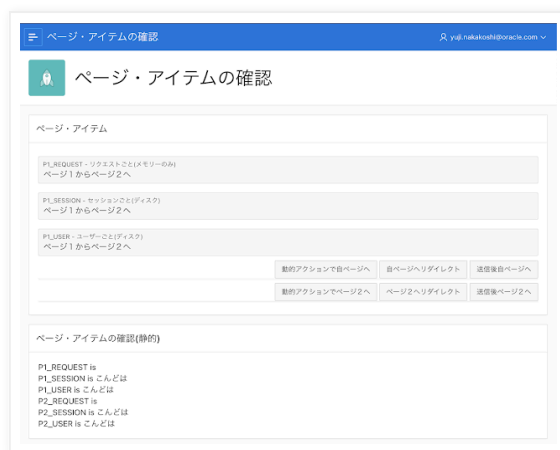 ページ・アイテムの確認
yuji.nakakoshi@oracle.com
ページ・アイテムの確認
ページ・アイテム
P1_REQUEST - リクエストごと(メモリーのみ)
ページ１からページ２へ
P1_SESSION - セッションごと(ディスク)
ページ１からページ２へ
P1_USER - ユーザーごと(ディスク)
ページ１からページ２へ
動的アクションで自ページへ 自ページへリダイレクト 送信後自ページへ
動的アクションでページ２へ ページ２へリダイレクト 送信後ページ２へ
ページ・アイテムの確認(静的)
P1_REQUEST is
P1_SESSION is こんどは
P1_USER is こんどは
P2_REQUEST is
P2_SESSION is こんどは
P2_USER is こんどは